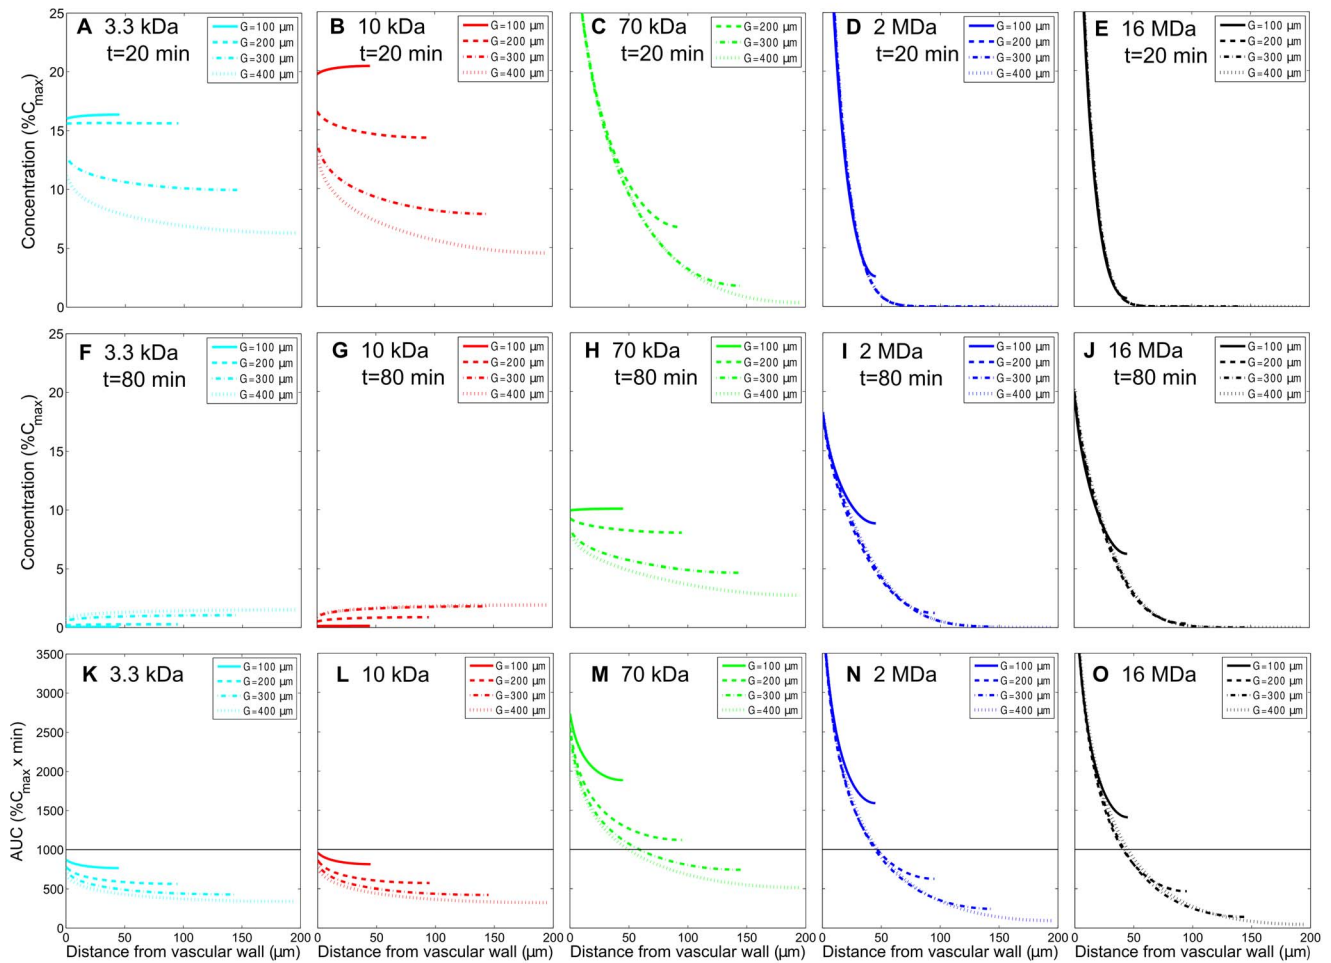 A 3.3 kDa
t=20 min
G=100 µm
G=200 µm
G=300 µm
G=400 µm
B 10 kDa
t=20 min
G=100 µm
G=200 µm
G=300 µm
G=400 µm
C 70 kDa
t=20 min
G=200 µm
G=300 µm
G=400 µm
D 2 MDa
t=20 min
G=100 µm
G=200 µm
G=300 µm
G=400 µm
E 16 MDa
t=20 min
G=100 µm
G=200 µm
G=300 µm
G=400 µm
Concentration (%Cmax)
25
20
15
10
5
0
F 3.3 kDa
t=80 min
G=100 µm
G=200 µm
G=300 µm
G=400 µm
G 10 kDa
t=80 min
G=100 µm
G=200 µm
G=300 µm
G=400 µm
H 70 kDa
t=80 min
G=100 µm
G=200 µm
G=300 µm
G=400 µm
I 2 MDa
t=80 min
G=100 µm
G=200 µm
G=300 µm
G=400 µm
J 16 MDa
t=80 min
G=100 µm
G=200 µm
G=300 µm
G=400 µm
Concentration (%Cmax)
25
20
15
10
5
0
K 3.3 kDa
G=100 µm
G=200 µm
G=300 µm
G=400 µm
L 10 kDa
G=100 µm
G=200 µm
G=300 µm
G=400 µm
M 70 kDa
G=100 µm
G=200 µm
G=300 µm
G=400 µm
N 2 MDa
G=100 µm
G=200 µm
G=300 µm
G=400 µm
O 16 MDa
G=100 µm
G=200 µm
G=300 µm
G=400 µm
AUC (%Cmax x min)
3500
3000
2500
2000
1500
1000
500
0
0 50 100 150 200
0 50 100 150 200
0 50 100 150 200
0 50 100 150 200
0 50 100 150 200
Distance from vascular wall (µm)
Distance from vascular wall (µm)
Distance from vascular wall (µm)
Distance from vascular wall (µm)
Distance from vascular wall (µm)